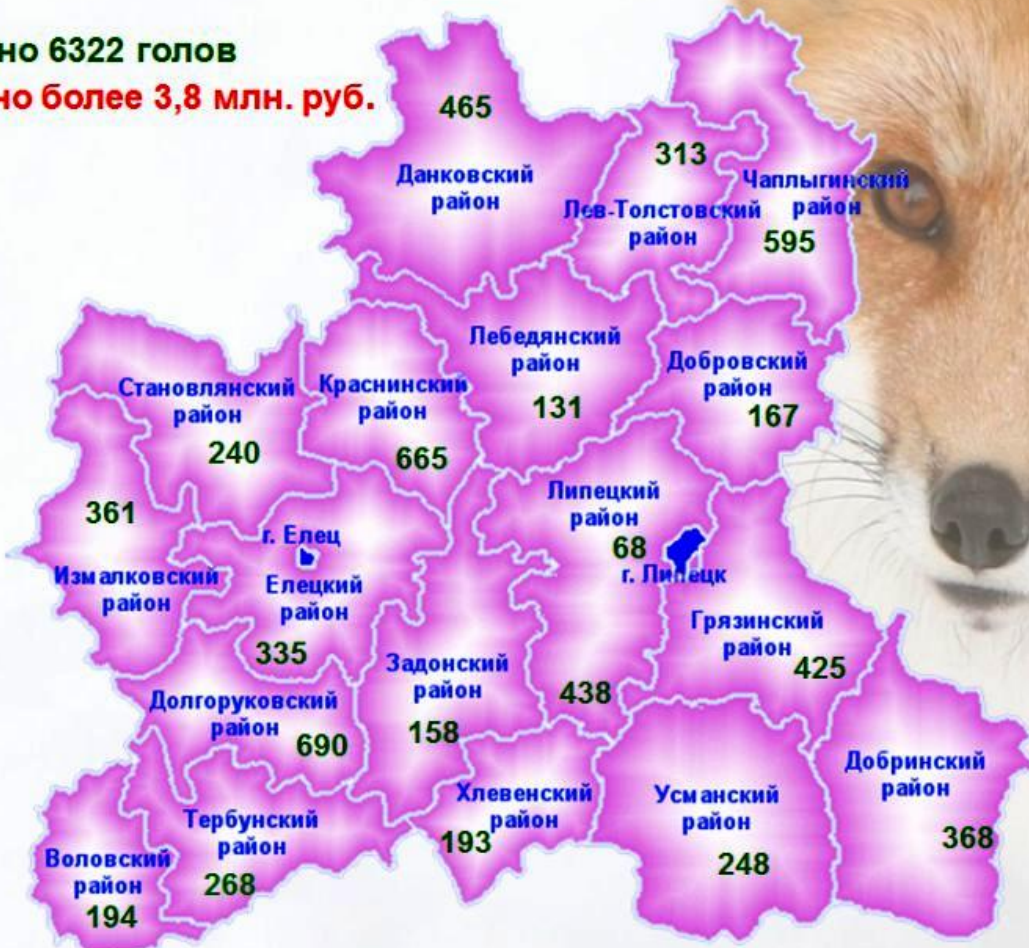 но 6322 голов
но более 3,8 млн. руб.
465
Данковский
район
313
Лев-Толстовский
район
Чаплыгинский
район
595
Лебедянский
район
131
Добровский
район
167
Становлянский
район
240
Краснинский
район
665
361
Измалковский
район
г. Елец
Елецкий
район
335
Липецкий
район
68
г. Липецк
438
Грязинский
район
425
Задонский
район
158
Долгоруковский
район
690
Хлевенский
район
193
Усманский
район
248
Добринский
район
368
Тербунский
район
268
Воловский
район
194